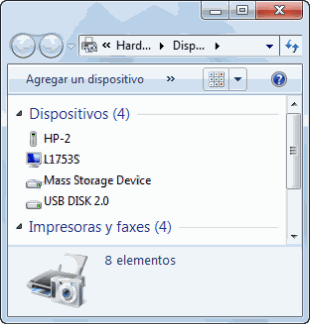 « Hard... Disp... «
Agregar un dispositivo »
Dispositivos (4)
HP-2
L1753S
Mass Storage Device
USB DISK 2.0
Impresoras y faxes (4)
8 elementos